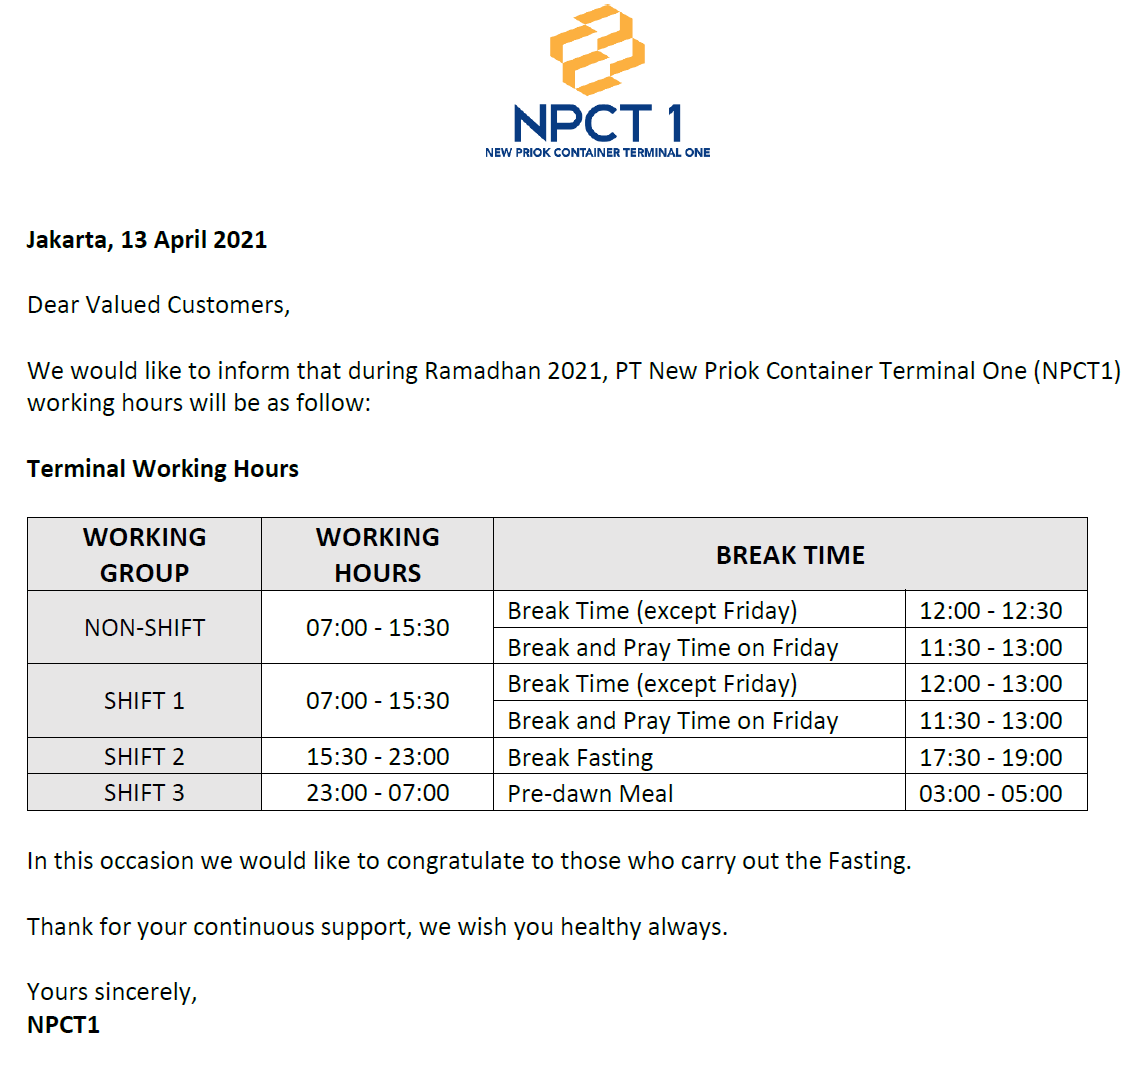 NPCT 1
NEW PRIOK CONTAINER TERMINAL ONE
Jakarta, 13 April 2021
Dear Valued Customers,
We would like to inform that during Ramadhan 2021, PT New Priok Container Terminal One (NPCT1)
working hours will be as follow:
Terminal Working Hours
WORKING GROUP WORKING HOURS BREAK TIME
NON-SHIFT 07:00 - 15:30 Break Time (except Friday) 12:00 - 12:30
Break and Pray Time on Friday 11:30 - 13:00
SHIFT 1 07:00 - 15:30 Break Time (except Friday) 12:00 - 13:00
Break and Pray Time on Friday 11:30 - 13:00
SHIFT 2 15:30 - 23:00 Break Fasting 17:30 - 19:00
SHIFT 3 23:00 - 07:00 Pre-dawn Meal 03:00 - 05:00
In this occasion we would like to congratulate to those who carry out the Fasting.
Thank for your continuous support, we wish you healthy always.
Yours sincerely,
NPCT1